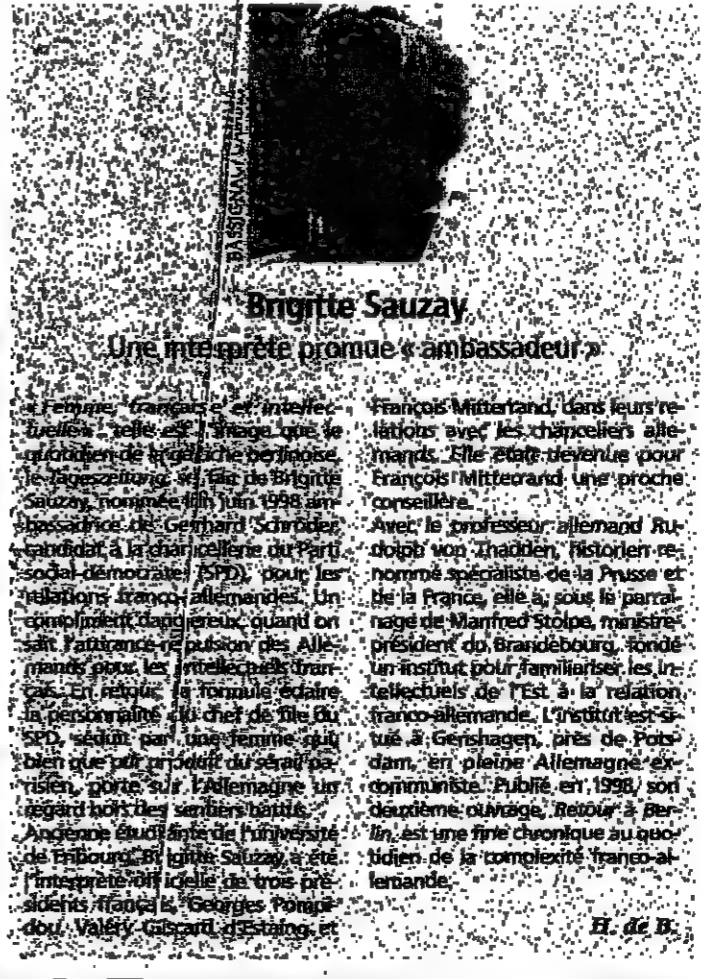 BASSIGNAC/
Brigitte Sauzay
Une interprète promue « ambassadeur »
« Femme, française et intellec-
tuelle » : telle est l'image que le
quotidien de la gauche berlinoise,
le Tageszeitung, se fait de Brigitte
Sauzay, nommée fin juin 1998 am-
bassadrice de Gerhard Schröder,
candidat à la chancellerie du Parti
social-démocrate (SPD), pour les
relations franco-allemandes. Un
compliment dangereux, quand on
sait l'attirance-répulsion des Alle-
mands pour les intellectuels fran-
çais. En retour, la formule éclaire
la personnalité du chef de file du
SPD, séduit par une femme qui,
bien que pur produit du sérail pa-
risien, porte sur l'Allemagne un
regard hors des sentiers battus.
Ancienne étudiante de l'université
de Fribourg, Brigitte Sauzay a été
l'interprète officielle de trois pré-
sidents français, Georges Pompi-
dou, Valéry Giscard d'Estaing et
François Mitterrand, dans leurs re-
lations avec les chanceliers alle-
mands. Elle était devenue pour
François Mitterrand une proche
conseillère.
Avec le professeur allemand Ru-
dolph von Thadden, historien re-
nommé spécialiste de la Prusse et
de la France, elle a, sous le parrai-
nage de Manfred Stolpe, ministre-
président du Brandebourg, fondé
un institut pour familiariser les in-
tellectuels de l'Est à la relation
franco-allemande. L'institut est si-
tué à Genshagen, près de Pots-
dam, en pleine Allemagne ex-
communiste. Publié en 1998, son
deuxième ouvrage, Retour à Ber-
lin, est une fine chronique au quo-
tidien de la complexité franco-al-
lemande.
H. de B.